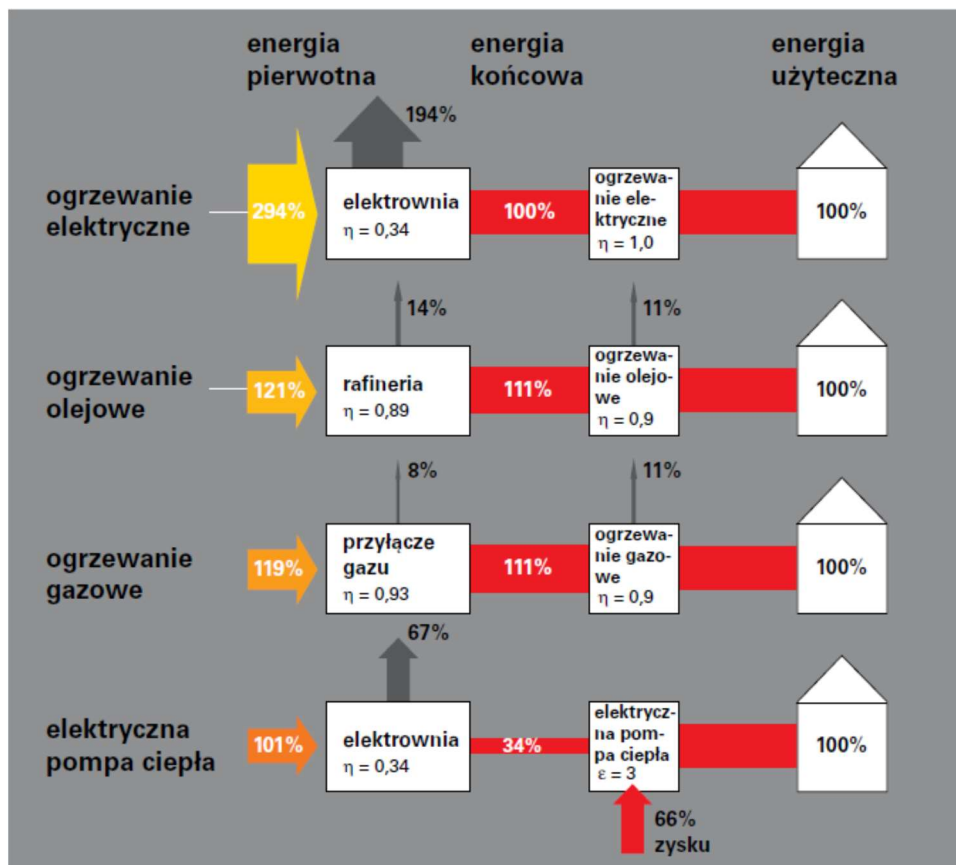 energia
pierwotna
energia
końcowa
energia
użyteczna
194%
ogrzewanie
elektryczne
294%
elektrownia
η = 0,34
100%
ogrzewa-
nie ele-
ktryczne
η = 1,0
100%
14%
11%
ogrzewanie
olejowe
121%
rafineria
η = 0,89
111%
ogrzewa-
nie olejo-
we
η = 0,9
100%
8%
11%
ogrzewanie
gazowe
119%
przyłącze
gazu
η = 0,93
111%
ogrzewa-
nie gazo-
we
η = 0,9
100%
67%
elektryczna
pompa ciepła
101%
elektrownia
η = 0,34
34%
elektrycz-
na pom-
pa ciepła
ε = 3
100%
66%
zysku